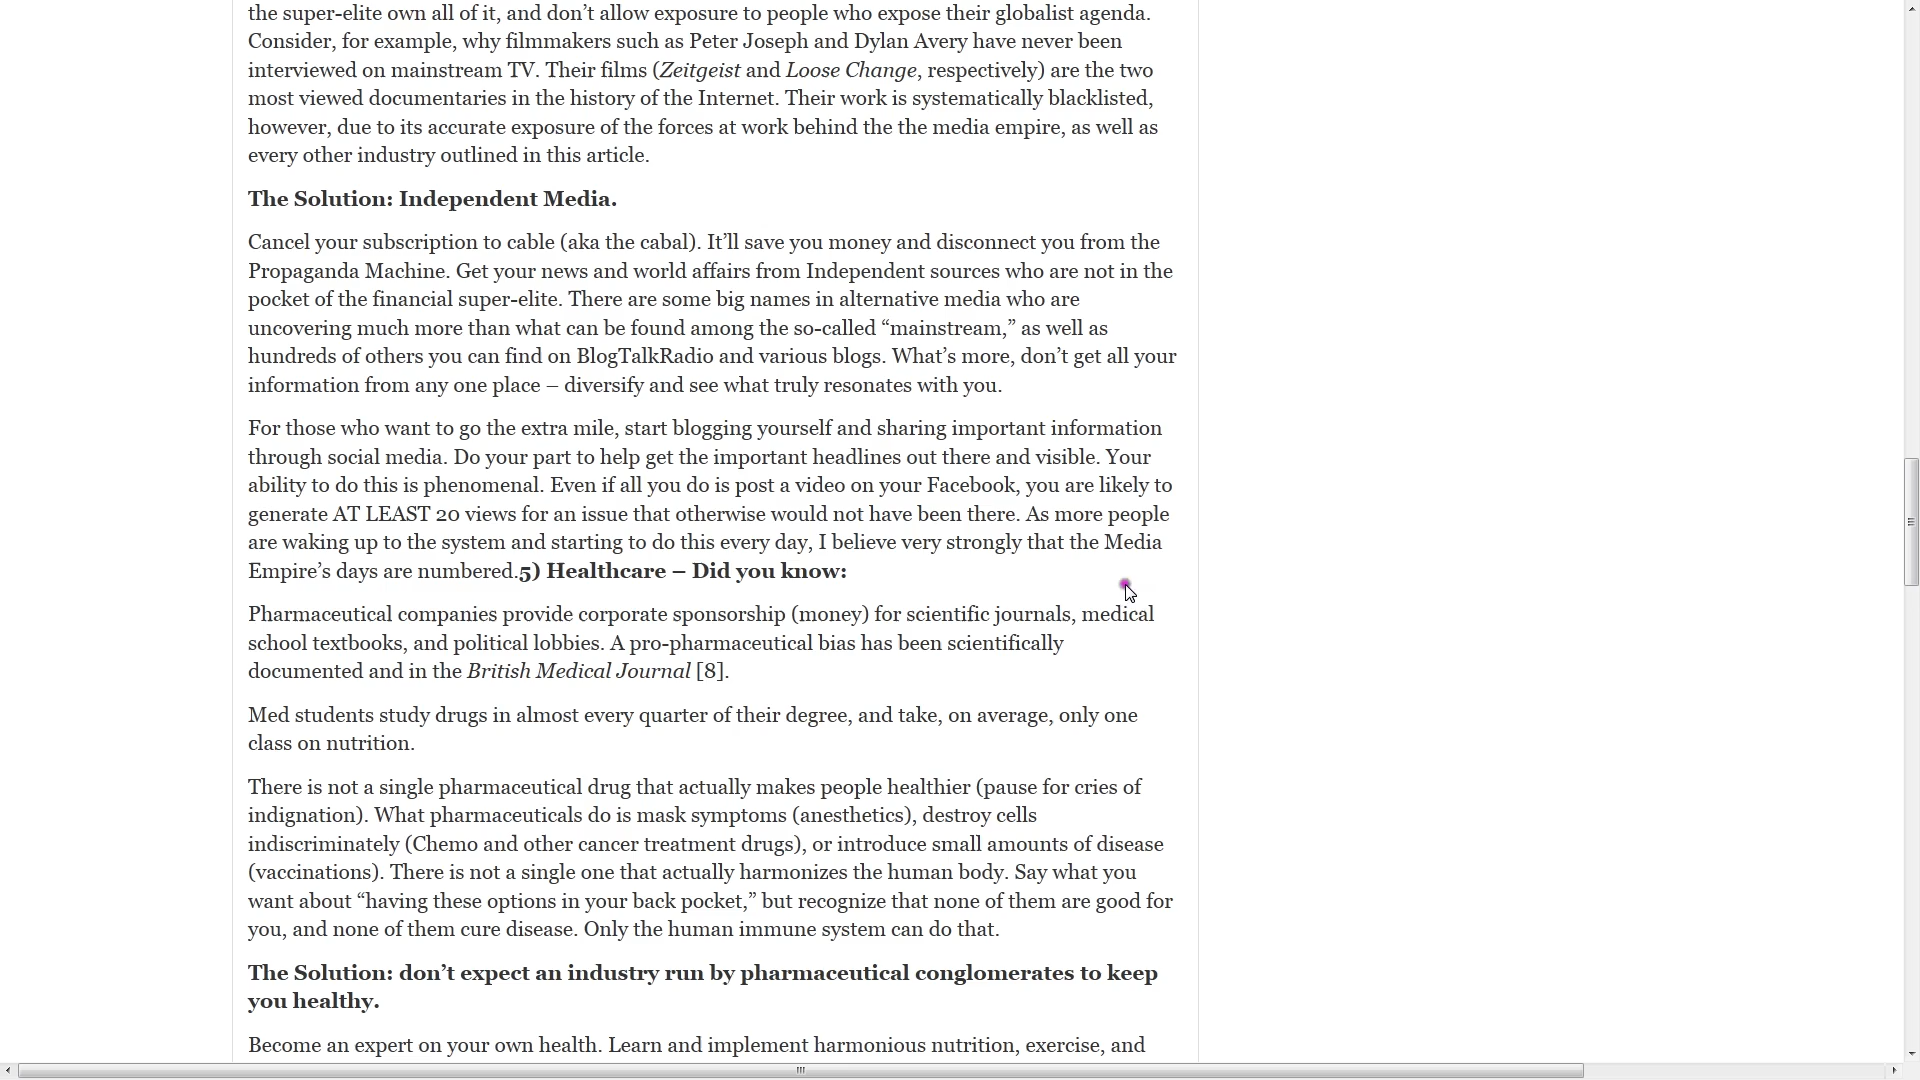 the super-elite own all of it, and don’t allow exposure to people who expose their globalist agenda.
Consider, for example, why filmmakers such as Peter Joseph and Dylan Avery have never been
interviewed on mainstream TV. Their films (Zeitgeist and Loose Change, respectively) are the two
most viewed documentaries in the history of the Internet. Their work is systematically blacklisted,
however, due to its accurate exposure of the forces at work behind the the media empire, as well as
every other industry outlined in this article.
The Solution: Independent Media.
Cancel your subscription to cable (aka the cabal). It’ll save you money and disconnect you from the
Propaganda Machine. Get your news and world affairs from Independent sources who are not in the
pocket of the financial super-elite. There are some big names in alternative media who are
uncovering much more than what can be found among the so-called “mainstream,” as well as
hundreds of others you can find on BlogTalkRadio and various blogs. What’s more, don’t get all your
information from any one place – diversify and see what truly resonates with you.
For those who want to go the extra mile, start blogging yourself and sharing important information
through social media. Do your part to help get the important headlines out there and visible. Your
ability to do this is phenomenal. Even if all you do is post a video on your Facebook, you are likely to
generate AT LEAST 20 views for an issue that otherwise would not have been there. As more people
are waking up to the system and starting to do this every day, I believe very strongly that the Media
Empire’s days are numbered.5) Healthcare – Did you know:
Pharmaceutical companies provide corporate sponsorship (money) for scientific journals, medical
school textbooks, and political lobbies. A pro-pharmaceutical bias has been scientifically
documented and in the British Medical Journal [8].
Med students study drugs in almost every quarter of their degree, and take, on average, only one
class on nutrition.
There is not a single pharmaceutical drug that actually makes people healthier (pause for cries of
indignation). What pharmaceuticals do is mask symptoms (anesthetics), destroy cells
indiscriminately (Chemo and other cancer treatment drugs), or introduce small amounts of disease
(vaccinations). There is not a single one that actually harmonizes the human body. Say what you
want about “having these options in your back pocket,” but recognize that none of them are good for
you, and none of them cure disease. Only the human immune system can do that.
The Solution: don’t expect an industry run by pharmaceutical conglomerates to keep
you healthy.
Become an expert on your own health. Learn and implement harmonious nutrition, exercise, and